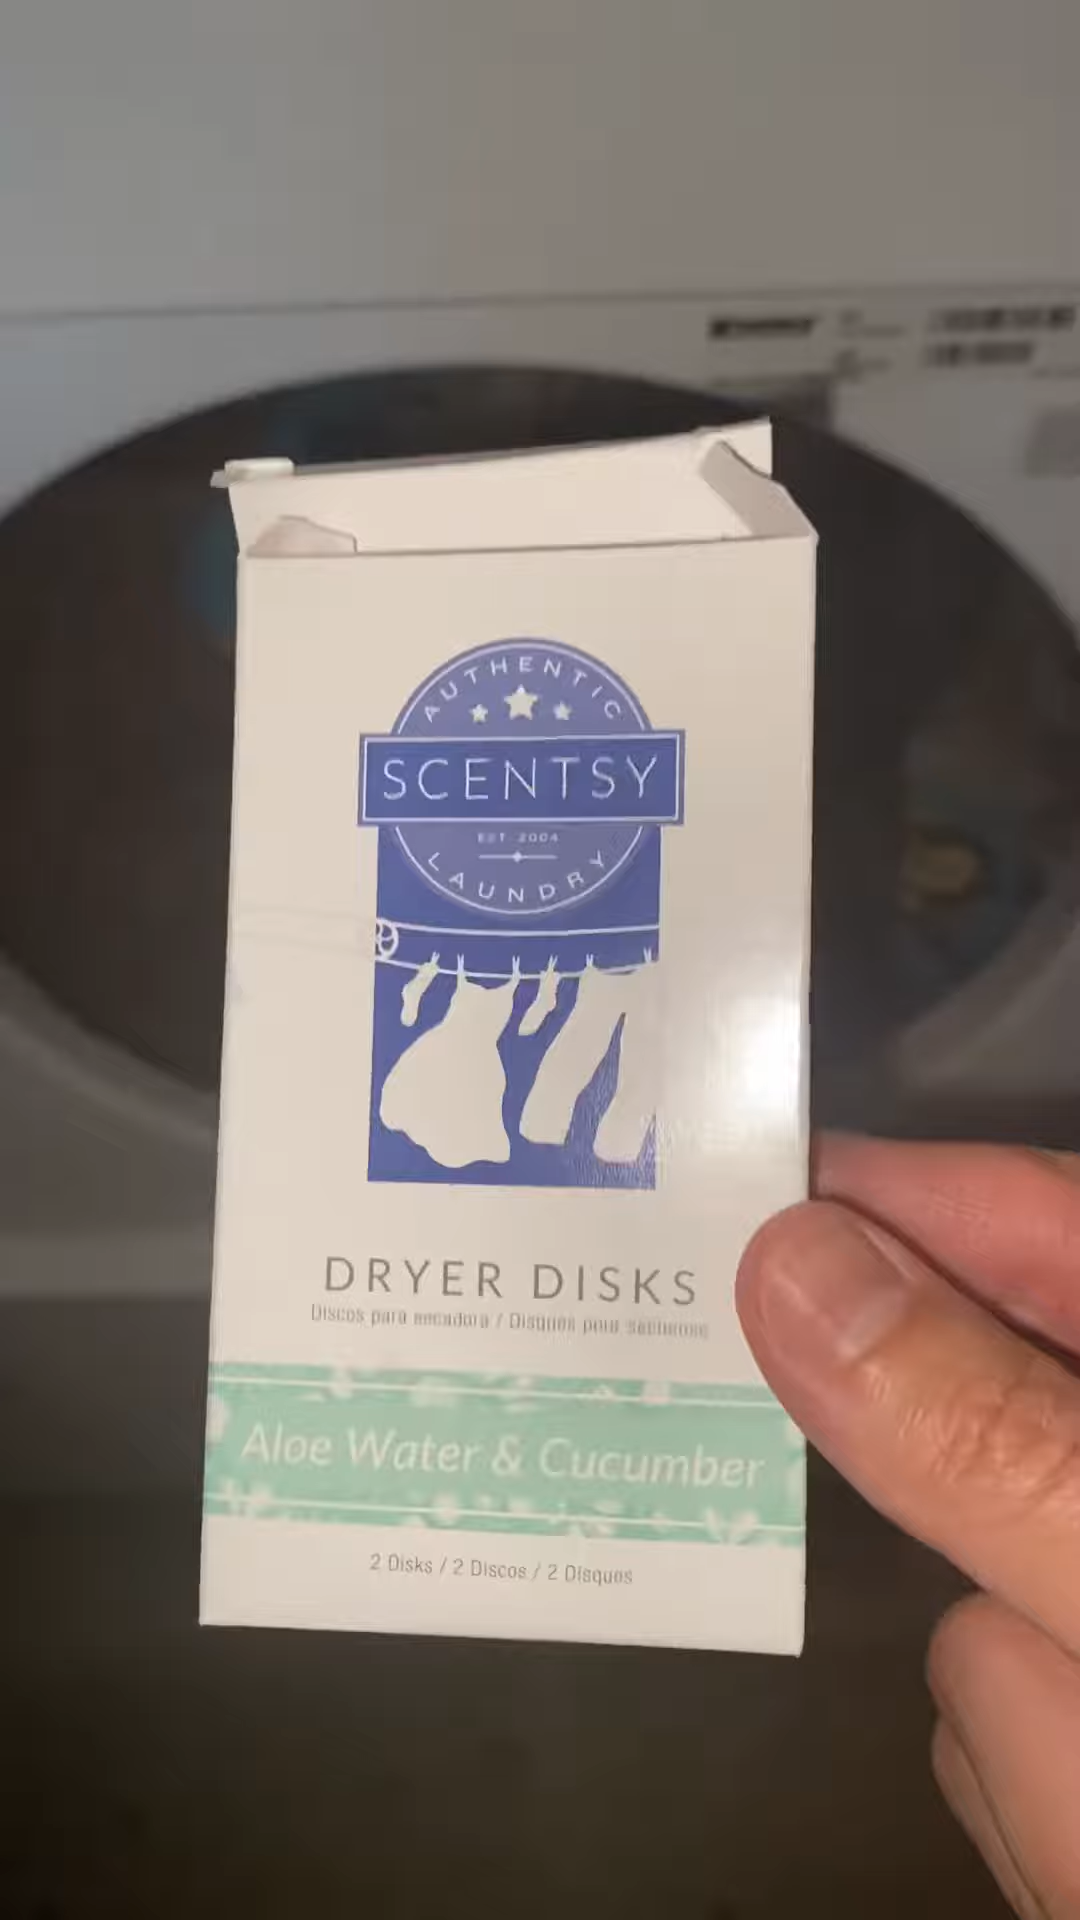 AUTHENTIC
SCENTSY
EST. 2004
LAUNDRY
DRYER DISKS
Discos para secadora / Disques pour sécheuse
Aloe Water & Cucumber
2 Disks / 2 Discos / 2 Disques